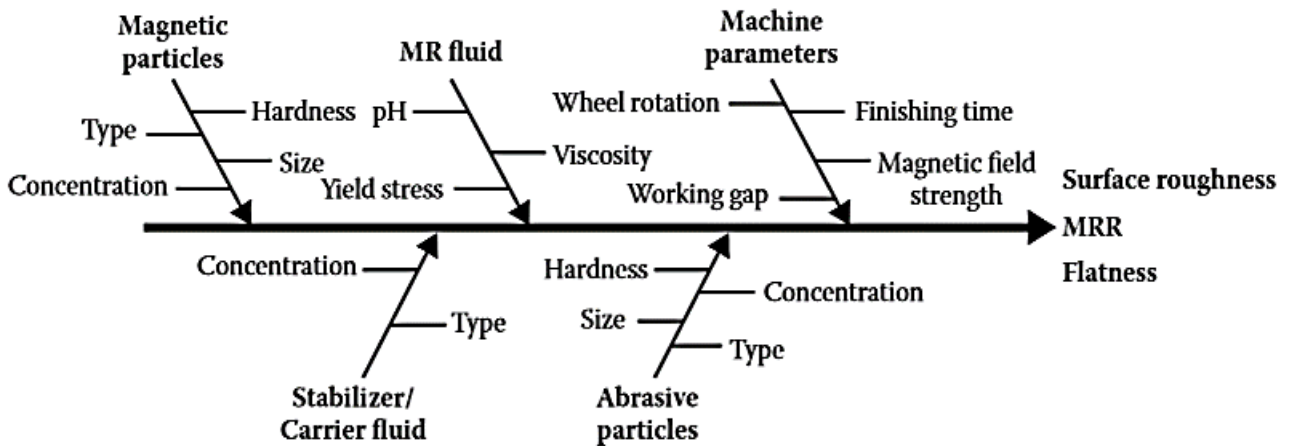 Magnetic
particles
MR fluid
Machine
parameters
Hardness
pH
Wheel rotation
Finishing time
Type
Viscosity
Size
Magnetic field
strength
Concentration
Yield stress
Working gap
Surface roughness
MRR
Flatness
Concentration
Hardness
Concentration
Type
Size
Type
Stabilizer/
Carrier fluid
Abrasive
particles